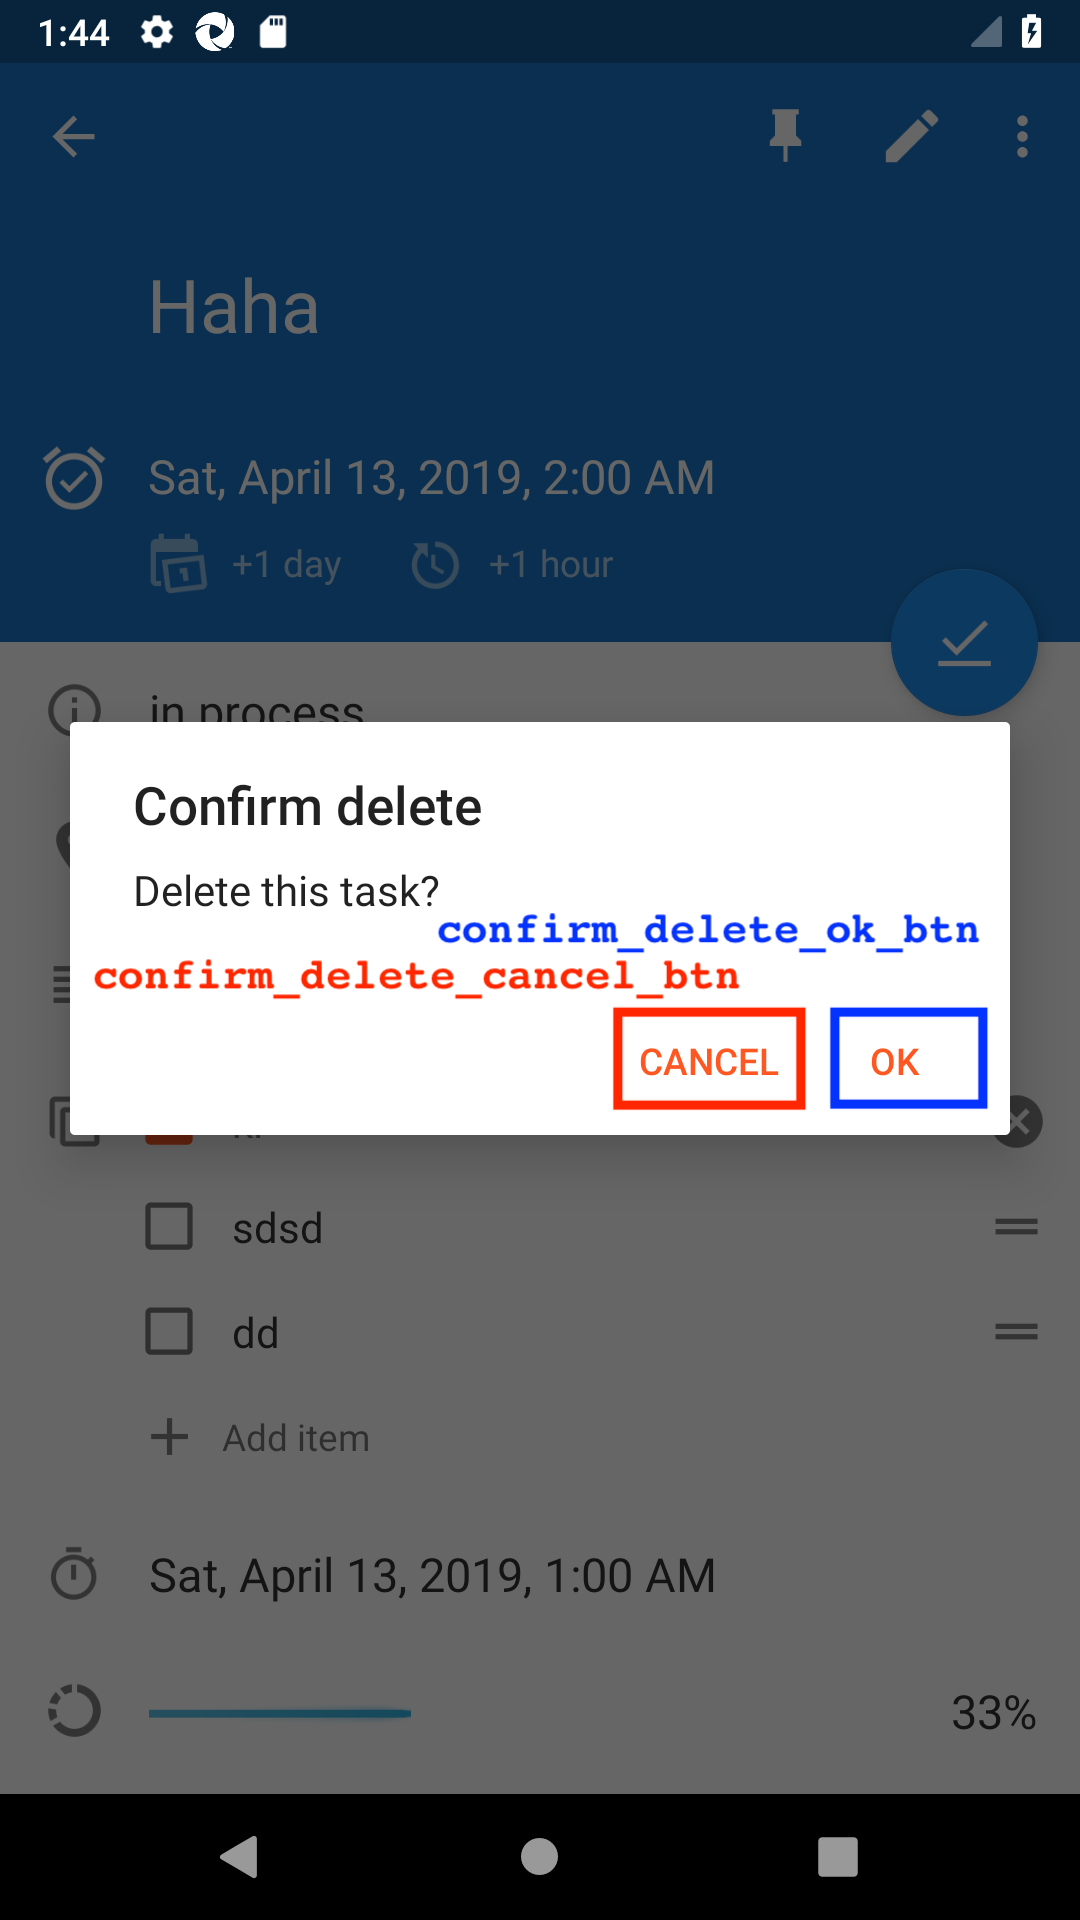 1:44
Haha
Sat, April 13, 2019, 2:00 AM
1
+1 day
+1 hour
in process
Confirm delete
Delete this task?
confirm_delete_ok_btn
confirm_delete_cancel_btn
CANCEL
OK
sdsd
dd
Add item
Sat, April 13, 2019, 1:00 AM
33%